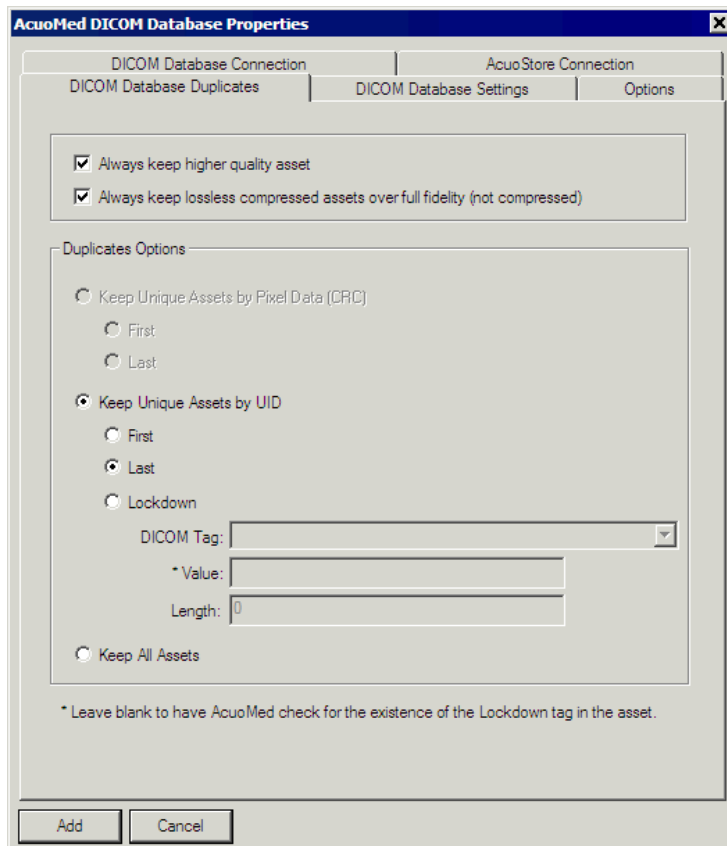 AcuoMed DICOM Database Properties
DICOM Database Connection
AcuoStore Connection
DICOM Database Duplicates
DICOM Database Settings
Options
Always keep higher quality asset
Always keep lossless compressed assets over full fidelity (not compressed)
Duplicates Options
Keep Unique Assets by Pixel Data (CRC)
First
Last
Keep Unique Assets by UID
First
Last
Lockdown
DICOM Tag:
* Value:
Length: 0
Keep All Assets
* Leave blank to have AcuoMed check for the existence of the Lockdown tag in the asset.
Add
Cancel